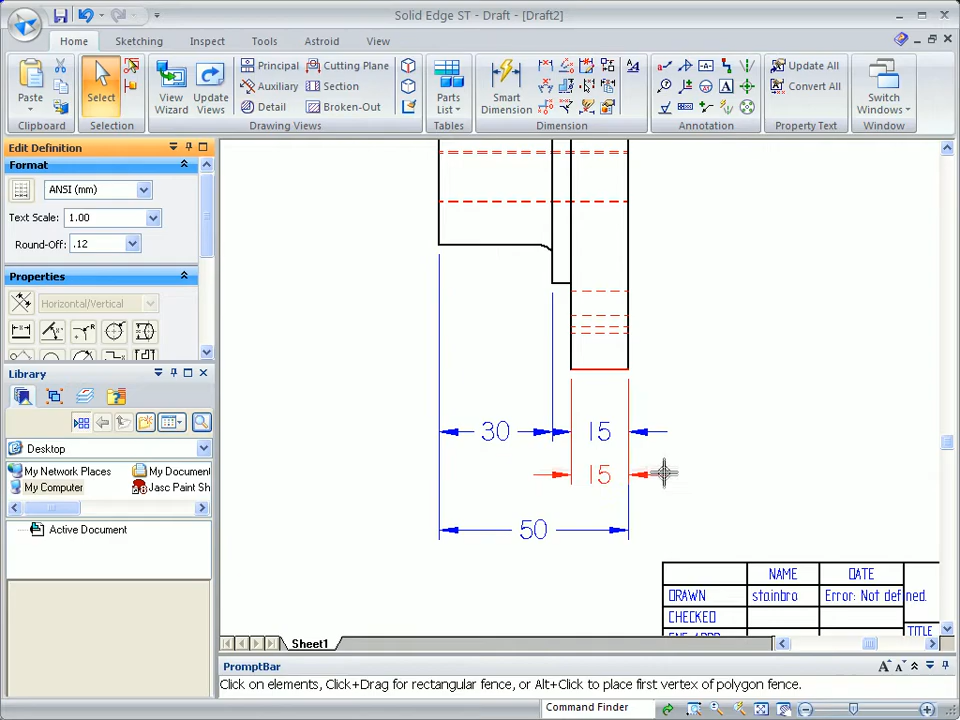 Solid Edge ST - Draft - [Draft2]
Home Sketching Inspect Tools Astroid View
Paste
Clipboard
Select
Selection
View Wizard
Update Views
Principal
Auxiliary
Detail
Cutting Plane
Section
Broken-Out
Drawing Views
Parts List
Tables
Smart Dimension
Dimension
Annotation
Update All
Convert All
Property Text
Switch Windows
Window
Edit Definition
Format
ANSI (mm)
Text Scale: 1.00
Round-Off: .12
Properties
Horizontal/Vertical
Library
Desktop
My Network Places My Document
My Computer Jasc Paint Sh
Active Document
30 15
15
50
NAME DATE
DRAWN stainbro Error: Not defined.
CHECKED
TITLE
Sheet1
PromptBar
Click on elements, Click+Drag for rectangular fence, or Alt+Click to place first vertex of polygon fence.
Command Finder